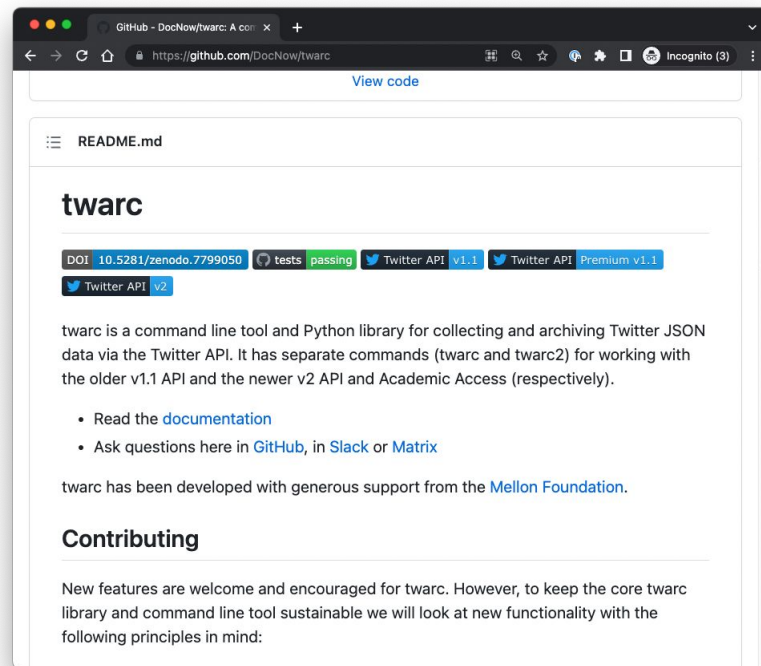 GitHub - DocNow/twarc: A com
https://github.com/DocNow/twarc
Incognito (3)
View code
README.md
twarc
DOI 10.5281/zenodo.7799050 tests passing Twitter API v1.1 Twitter API Premium v1.1
Twitter API v2
twarc is a command line tool and Python library for collecting and archiving Twitter JSON
data via the Twitter API. It has separate commands (twarc and twarc2) for working with
the older v1.1 API and the newer v2 API and Academic Access (respectively).
• Read the documentation
• Ask questions here in GitHub, in Slack or Matrix
twarc has been developed with generous support from the Mellon Foundation.
Contributing
New features are welcome and encouraged for twarc. However, to keep the core twarc
library and command line tool sustainable we will look at new functionality with the
following principles in mind: